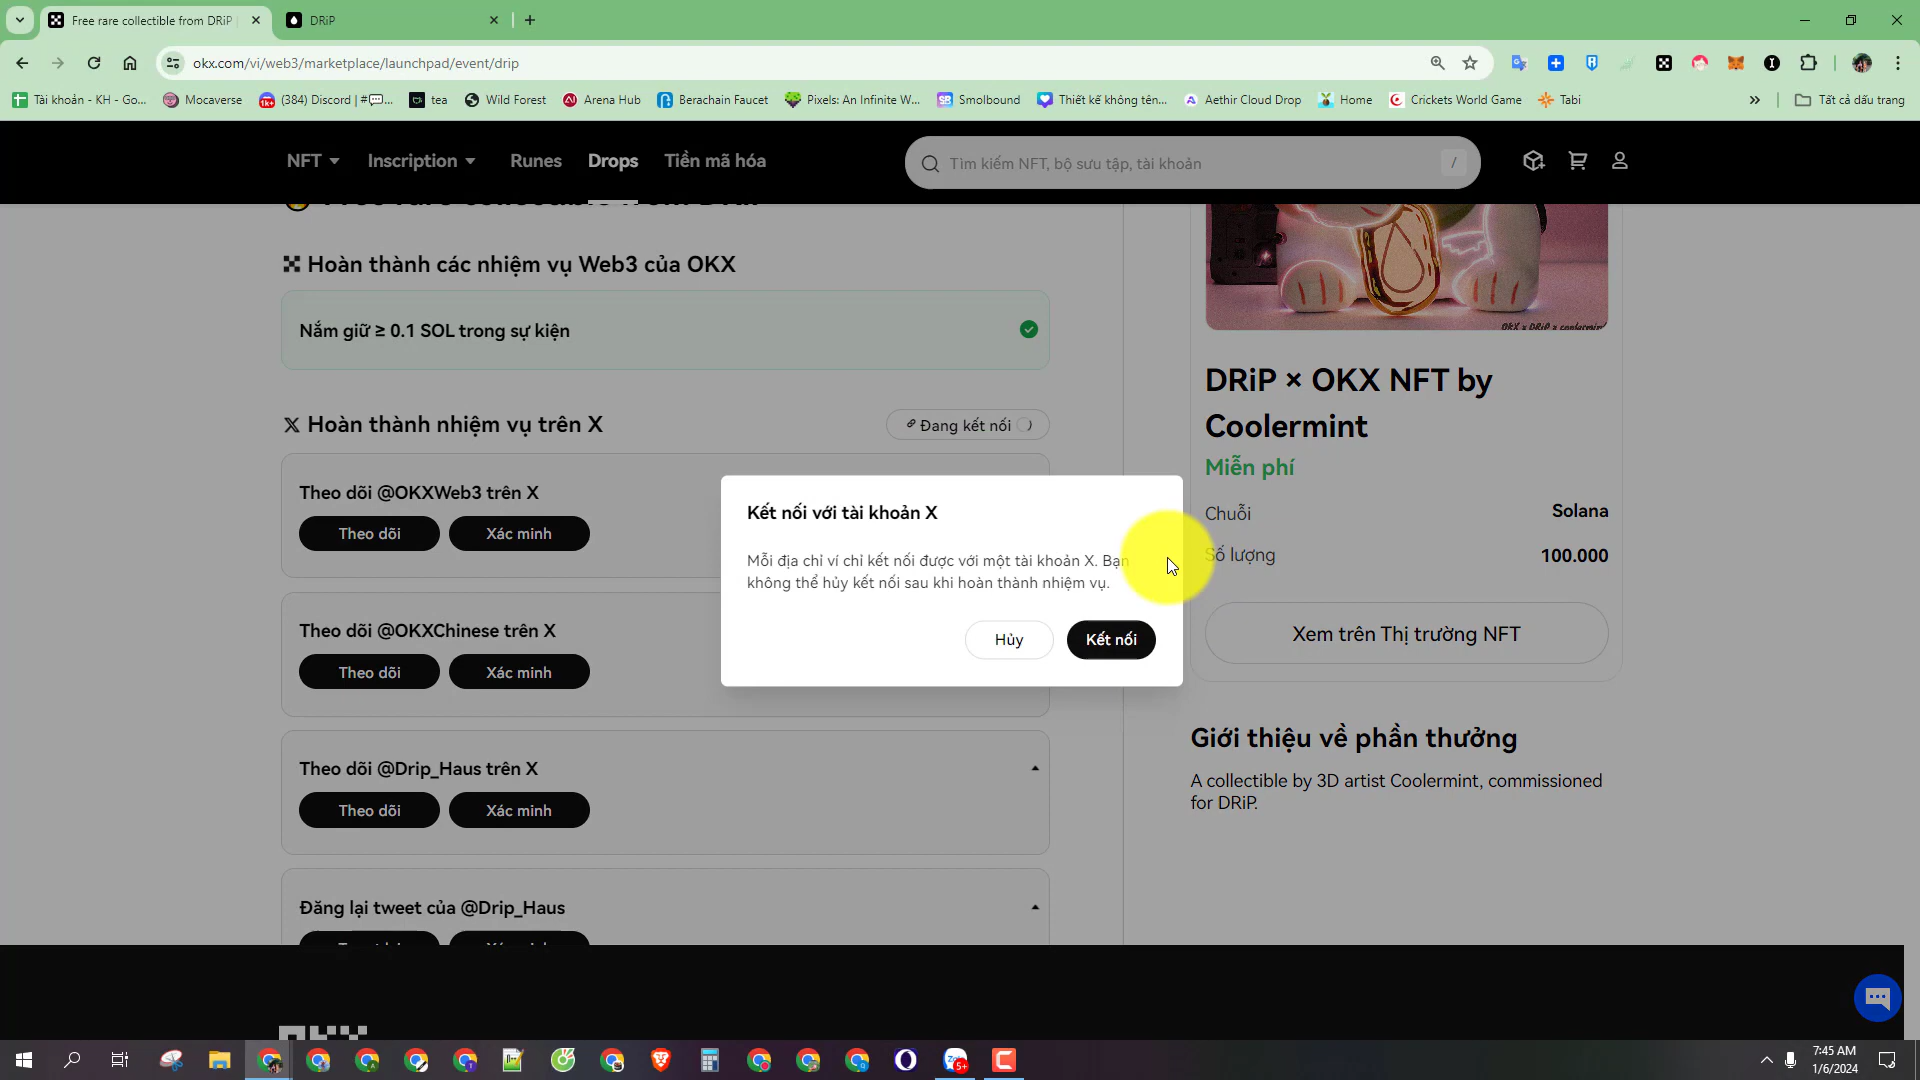 Free rare collectible from DRiP
DRiP
okx.com/vi/web3/marketplace/launchpad/event/drip
Tài khoản - KH - Go...
Mocaverse
(384) Discord | #💬...
tea
Wild Forest
Arena Hub
Berachain Faucet
Pixels: An Infinite W...
Smolbound
Thiết kế không tên...
Aethir Cloud Drop
Home
Crickets World Game
Tabi
Tất cả dấu trang
NFT
Inscription
Runes
Drops
Tiền mã hóa
Tìm kiếm NFT, bộ sưu tập, tài khoản
/
Hoàn thành các nhiệm vụ Web3 của OKX
Nắm giữ ≥ 0.1 SOL trong sự kiện
Hoàn thành nhiệm vụ trên X
Đang kết nối
Theo dõi @OKXWeb3 trên X
Theo dõi
Xác minh
Theo dõi @OKXChinese trên X
Theo dõi
Xác minh
Theo dõi @Drip_Haus trên X
Theo dõi
Xác minh
Đăng lại tweet của @Drip_Haus
Kết nối với tài khoản X
Mỗi địa chỉ ví chỉ kết nối được với một tài khoản X. Bạn
không thể hủy kết nối sau khi hoàn thành nhiệm vụ.
Hủy
Kết nối
OKX x DRiP x coolermint
DRiP × OKX NFT by
Coolermint
Miễn phí
Chuỗi
Solana
Số lượng
100.000
Xem trên Thị trường NFT
Giới thiệu về phần thưởng
A collectible by 3D artist Coolermint, commissioned
for DRiP.
7:45 AM
1/6/2024